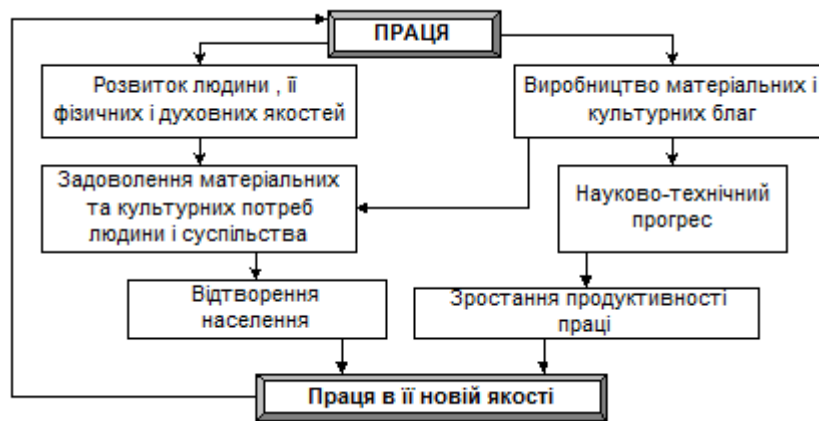 ПРАЦЯ
Розвиток людини , її
фізичних і духовних якостей
Виробництво матеріальних і
культурних благ
Задоволення матеріальних
та культурних потреб
людини і суспільства
Науково-технічний
прогрес
Відтворення
населення
Зростання продуктивності
праці
Праця в її новій якості